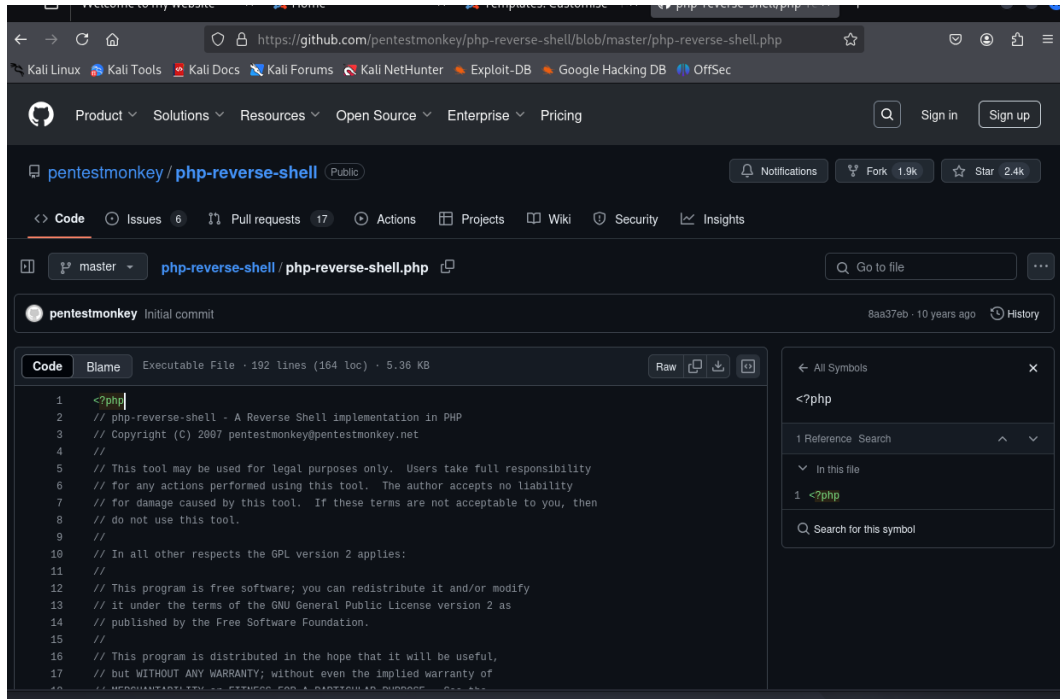 Welcome to my website
Home
Templates: Customise
php-reverse-shell/php-re
https://github.com/pentestmonkey/php-reverse-shell/blob/master/php-reverse-shell.php
Kali Linux Kali Tools Kali Docs Kali Forums Kali NetHunter Exploit-DB Google Hacking DB OffSec
Product Solutions Resources Open Source Enterprise Pricing Sign in Sign up
pentestmonkey / php-reverse-shell Public Notifications Fork 1.9k Star 2.4k
<> Code Issues 6 Pull requests 17 Actions Projects Wiki Security Insights
master php-reverse-shell / php-reverse-shell.php Go to file ...
pentestmonkey Initial commit 8aa37eb · 10 years ago History
Code Blame Executable File · 192 lines (164 loc) · 5.36 KB Raw
1 <?php
2 // php-reverse-shell - A Reverse Shell implementation in PHP
3 // Copyright (C) 2007 pentestmonkey@pentestmonkey.net
4 //
5 // This tool may be used for legal purposes only.  Users take full responsibility
6 // for any actions performed using this tool.  The author accepts no liability
7 // for damage caused by this tool.  If these terms are not acceptable to you, then
8 // do not use this tool.
9 //
10 // In all other respects the GPL version 2 applies:
11 //
12 // This program is free software; you can redistribute it and/or modify
13 // it under the terms of the GNU General Public License version 2 as
14 // published by the Free Software Foundation.
15 //
16 // This program is distributed in the hope that it will be useful,
17 // but WITHOUT ANY WARRANTY; without even the implied warranty of
18 // MERCHANTABILITY or FITNESS FOR A PARTICULAR PURPOSE.  See the
All Symbols
<?php
1 Reference Search
In this file
1 <?php
Search for this symbol